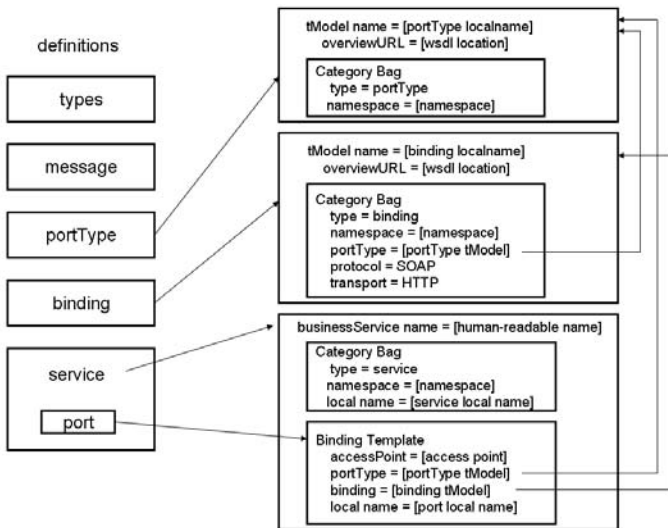 definitions
types
message
portType
binding
service
port
tModel name = [portType localname]
overviewURL = [wsdl location]
Category Bag
type = portType
namespace = [namespace]
tModel name = [binding localname]
overviewURL = [wsdl location]
Category Bag
type = binding
namespace = [namespace]
portType = [portType tModel]
protocol = SOAP
transport = HTTP
businessService name = [human-readable name]
Category Bag
type = service
namespace = [namespace]
local name = [service local name]
Binding Template
accessPoint = [access point]
portType = [portType tModel]
binding = [binding tModel]
local name = [port local name]